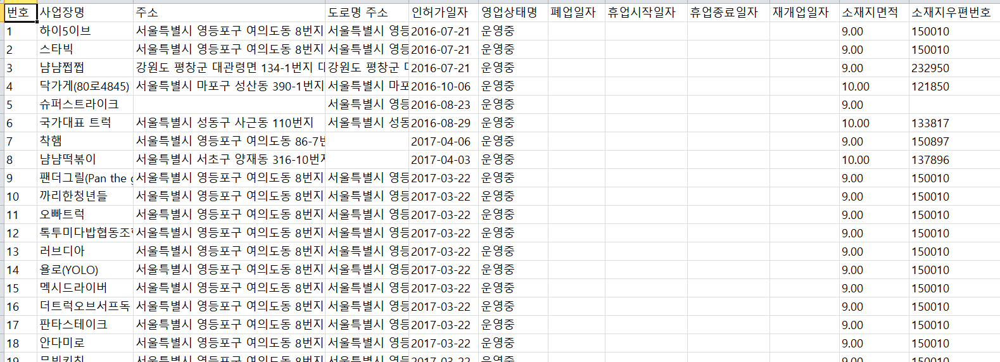 번호 사업장명 주소 도로명 주소 인허가일자 영업상태명 폐업일자 휴업시작일자 휴업종료일자 재개업일자 소재지면적 소재지우편번호
1 하이5이브 서울특별시 영등포구 여의도동 8번지 서울특별시 영등 2016-07-21 운영중 9.00 150010
2 스타빅 서울특별시 영등포구 여의도동 8번지 서울특별시 영등 2016-07-21 운영중 9.00 150010
3 냠냠쩝쩝 강원도 평창군 대관령면 134-1번지 강원도 평창군 2016-07-21 운영중 9.00 232950
4 닥가게(80로4845) 서울특별시 마포구 성산동 390-1번지 서울특별시 마포 2016-10-06 운영중 10.00 121850
5 슈퍼스트라이크 서울특별시 영등 2016-08-23 운영중 9.00
6 국가대표 트럭 서울특별시 성동구 사근동 110번지 서울특별시 성동 2016-08-29 운영중 10.00 133817
7 착햄 서울특별시 영등포구 여의도동 86-7번 2017-04-06 운영중 9.00 150897
8 냠냠떡볶이 서울특별시 서초구 양재동 316-10번지 2017-04-03 운영중 10.00 137896
9 팬더그릴(Pan the g 서울특별시 영등포구 여의도동 8번지 서울특별시 영등 2017-03-22 운영중 9.00 150010
10 까리한청년들 서울특별시 영등포구 여의도동 8번지 서울특별시 영등 2017-03-22 운영중 9.00 150010
11 오빠트럭 서울특별시 영등포구 여의도동 8번지 서울특별시 영등 2017-03-22 운영중 9.00 150010
12 톡투미다밥협동조합 서울특별시 영등포구 여의도동 8번지 서울특별시 영등 2017-03-22 운영중 9.00 150010
13 러브디아 서울특별시 영등포구 여의도동 8번지 서울특별시 영등 2017-03-22 운영중 9.00 150010
14 욜로(YOLO) 서울특별시 영등포구 여의도동 8번지 서울특별시 영등 2017-03-22 운영중 9.00 150010
15 멕시드라이버 서울특별시 영등포구 여의도동 8번지 서울특별시 영등 2017-03-22 운영중 9.00 150010
16 더트럭오브서프독 서울특별시 영등포구 여의도동 8번지 서울특별시 영등 2017-03-22 운영중 9.00 150010
17 판타스테이크 서울특별시 영등포구 여의도동 8번지 서울특별시 영등 2017-03-22 운영중 9.00 150010
18 안다미로 서울특별시 영등포구 여의도동 8번지 서울특별시 영등 2017-03-22 운영중 9.00 150010
19 서울특별시 영등포구 여의도동 8번지 서울특별시 영등 2017-03-22 운영중 9.00 150010